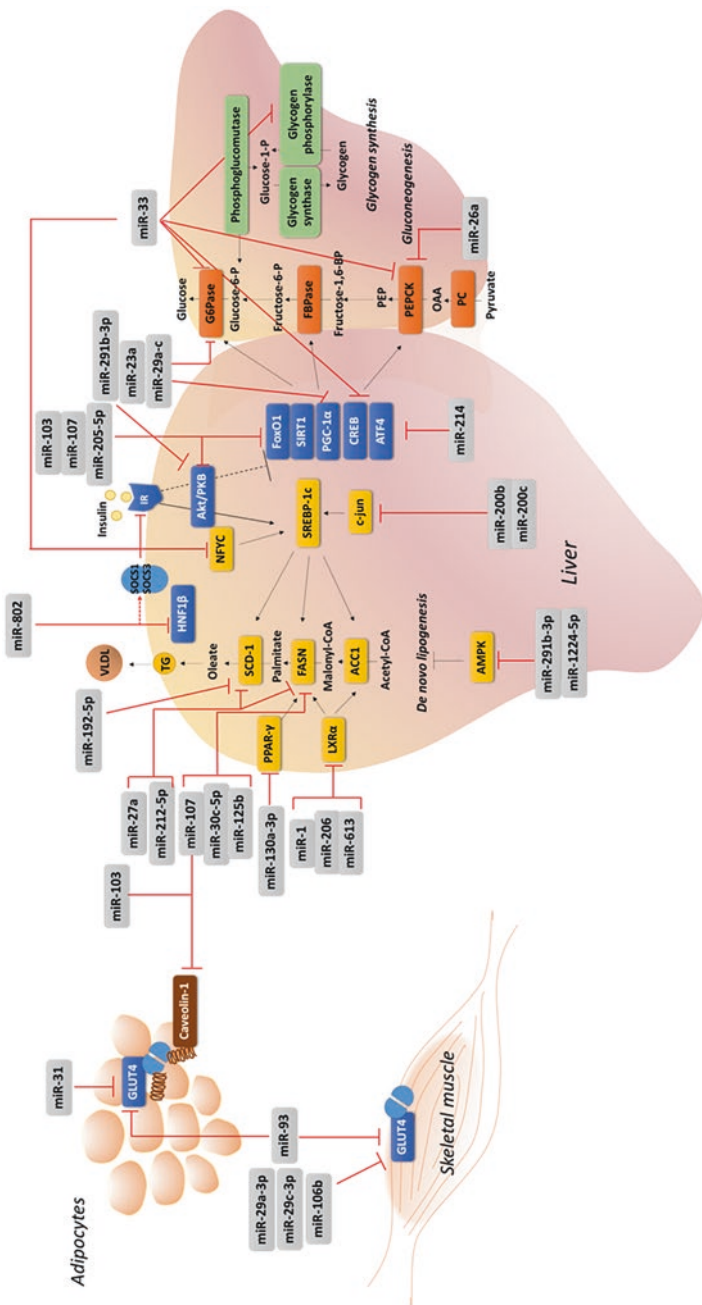 Adipocytes
miR-31
GLUT4
Caveolin-1
miR-93
miR-29a-3p
miR-29c-3p
miR-106b
GLUT4
Skeletal muscle
miR-103
miR-27a
miR-212-5p
miR-107
miR-30c-5p
miR-125b
miR-130a-3p
miR-1
miR-206
miR-613
miR-192-5p
miR-802
VLDL
TG
Oleate
SCD-1
Palmitate
FASN
Malonyl-CoA
ACC1
Acetyl-CoA
PPAR-γ
LXRα
De novo lipogenesis
AMPK
miR-291b-3p
miR-1224-5p
HNF1β
SOCS1
SOCS3
Insulin
IR
Akt/PKB
NFYC
SREBP-1c
c-jun
miR-200b
miR-200c
Liver
miR-103
miR-107
miR-205-5p
miR-291b-3p
miR-23a
miR-29a-c
FoxO1
SIRT1
PGC-1α
CREB
ATF4
miR-214
miR-33
Glucose
G6Pase
Glucose-6-P
Fructose-6-P
FBPase
Fructose-1,6-BP
PEP
PEPCK
OAA
PC
Pyruvate
Gluconeogenesis
miR-26a
Phosphoglucomutase
Glucose-1-P
Glycogen
synthase
Glycogen
phosphorylase
Glycogen
Glycogen synthesis